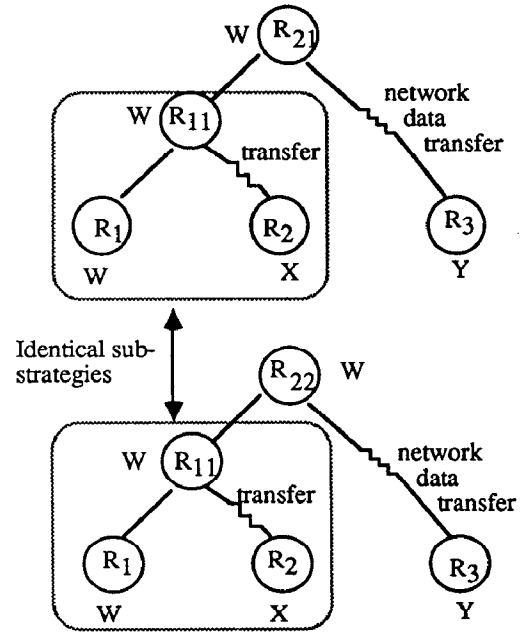 W R21
network
data
transfer
W R11
transfer
R1 R2 R3
W X Y
Identical sub-
strategies
R22 W
W R11
network
data
transfer
transfer
R1 R2 R3
W X Y